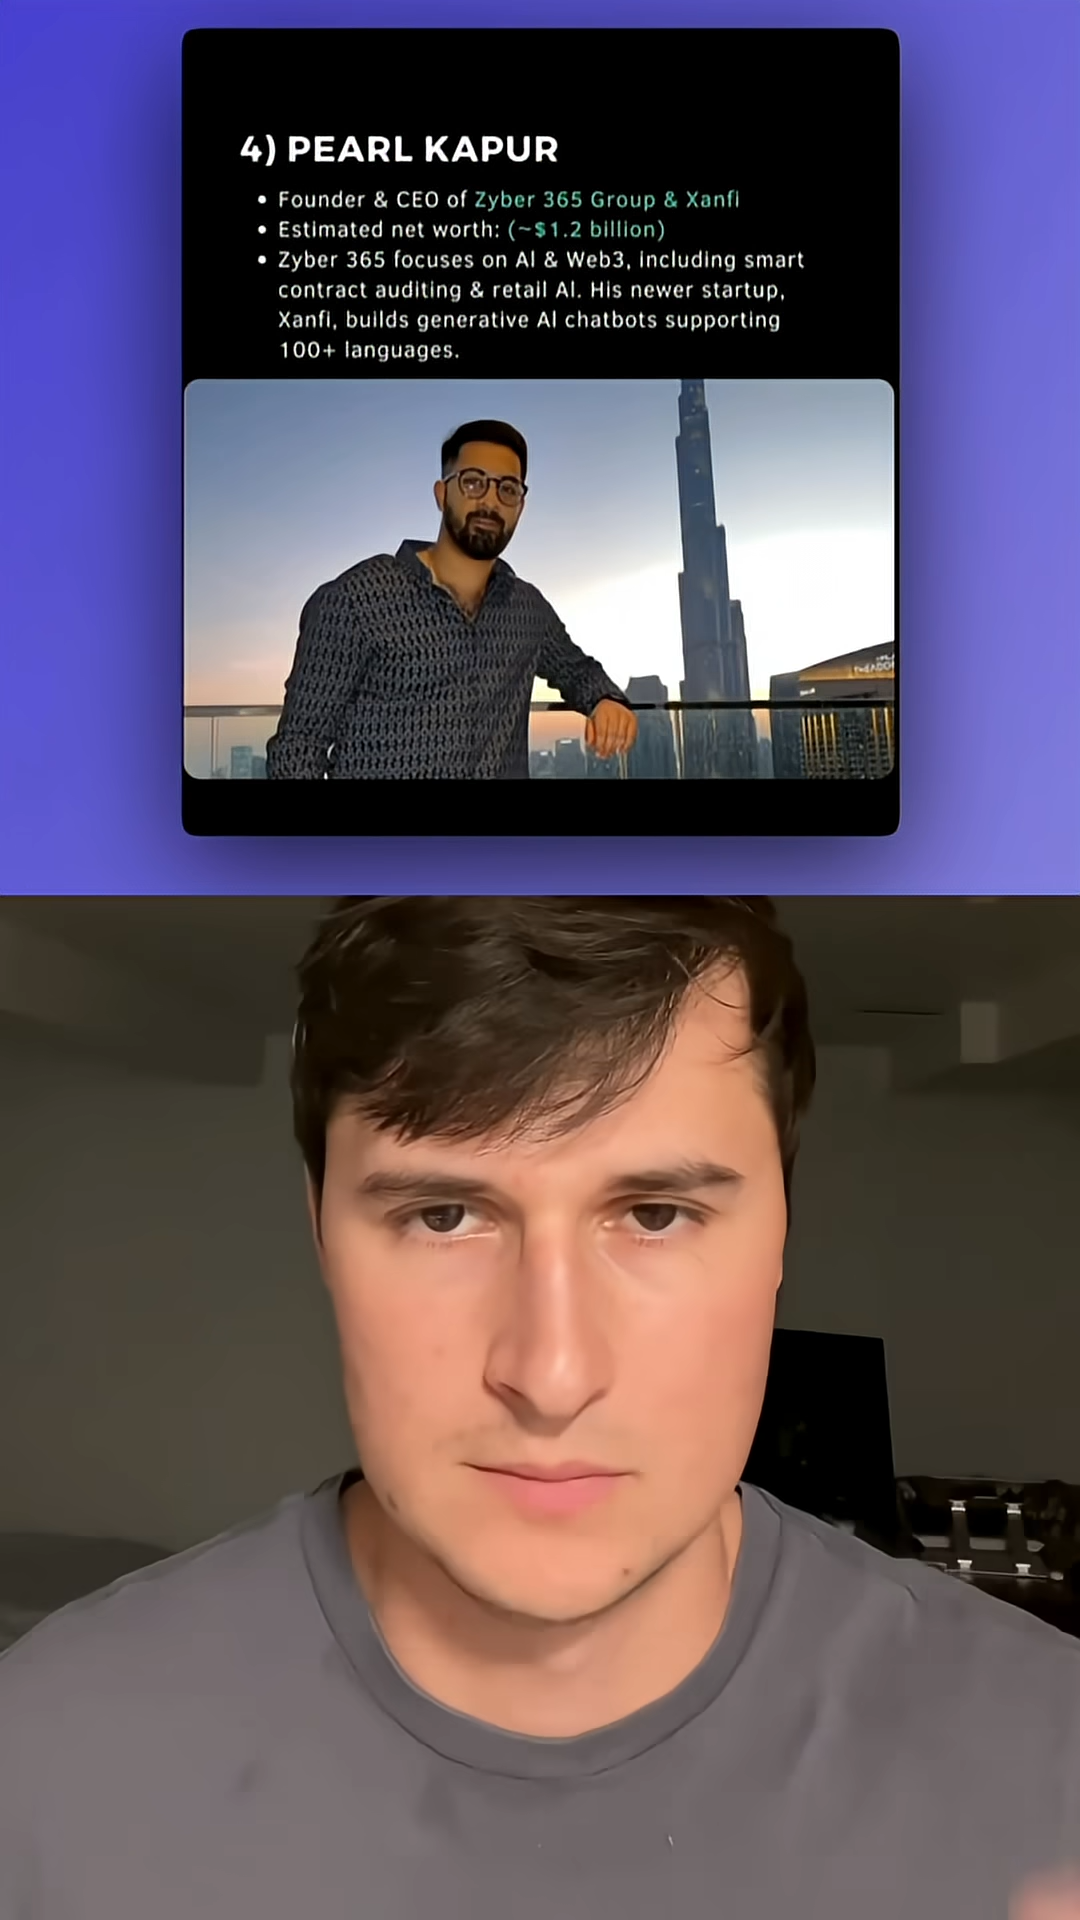 4) PEARL KAPUR
• Founder & CEO of Zyber 365 Group & Xanfi
• Estimated net worth: (~$1.2 billion)
• Zyber 365 focuses on AI & Web3, including smart
contract auditing & retail AI. His newer startup,
Xanfi, builds generative AI chatbots supporting
100+ languages.